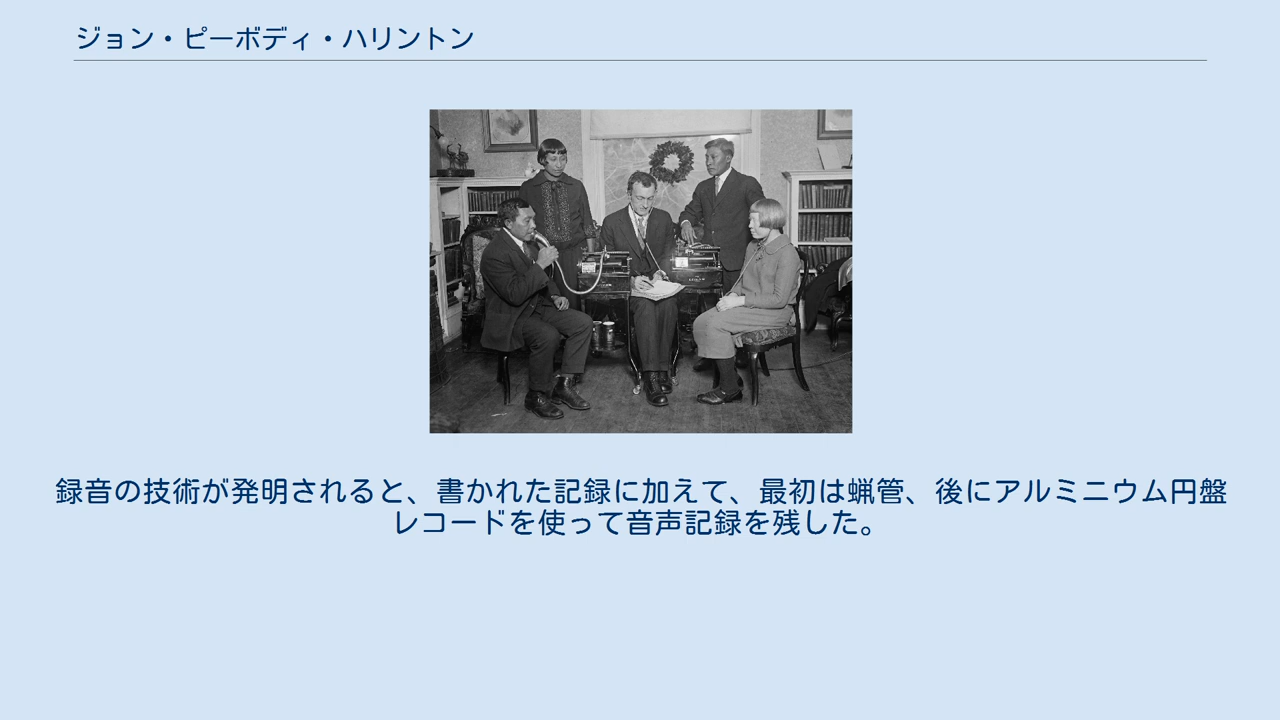 ジョン・ピーボディ・ハリントン
録音の技術が発明されると、書かれた記録に加えて、最初は蝋管、後にアルミニウム円盤
レコードを使って音声記録を残した。